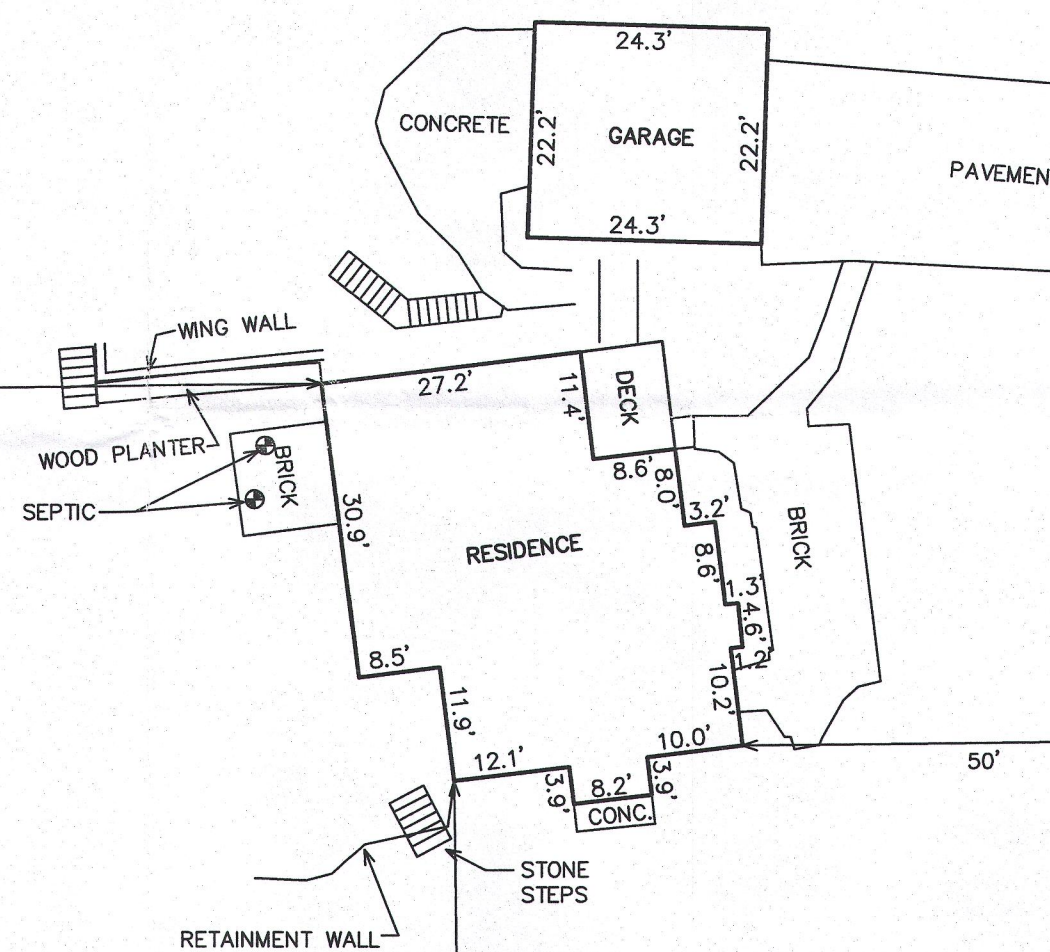 24.3'
CONCRETE
22.2'
GARAGE
22.2'
PAVEMEN
24.3'
WING WALL
27.2'
11.4'
DECK
WOOD PLANTER
BRICK
8.6'
8.0'
SEPTIC
30.9'
3.2'
BRICK
RESIDENCE
8.6'
1.3'
4.6'
1.2'
8.5'
10.2'
11.9'
10.0'
12.1'
50'
3.9'
8.2'
3.9'
CONC.
STONE
STEPS
RETAINMENT WALL